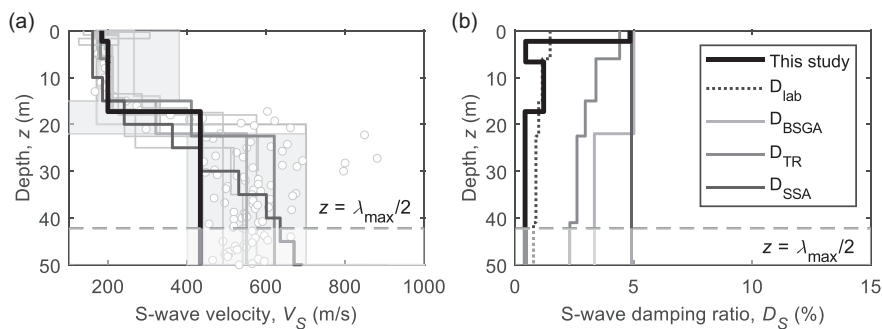 (a)
0
10
20
30
40
50
Depth, z (m)
z = λmax/2
200 400 600 800 1000
S-wave velocity, VS (m/s)
(b)
0
10
20
30
40
50
Depth, z (m)
This study
Dlab
DBSGA
DTR
DSSA
z = λmax/2
0 5 10 15
S-wave damping ratio, DS (%)